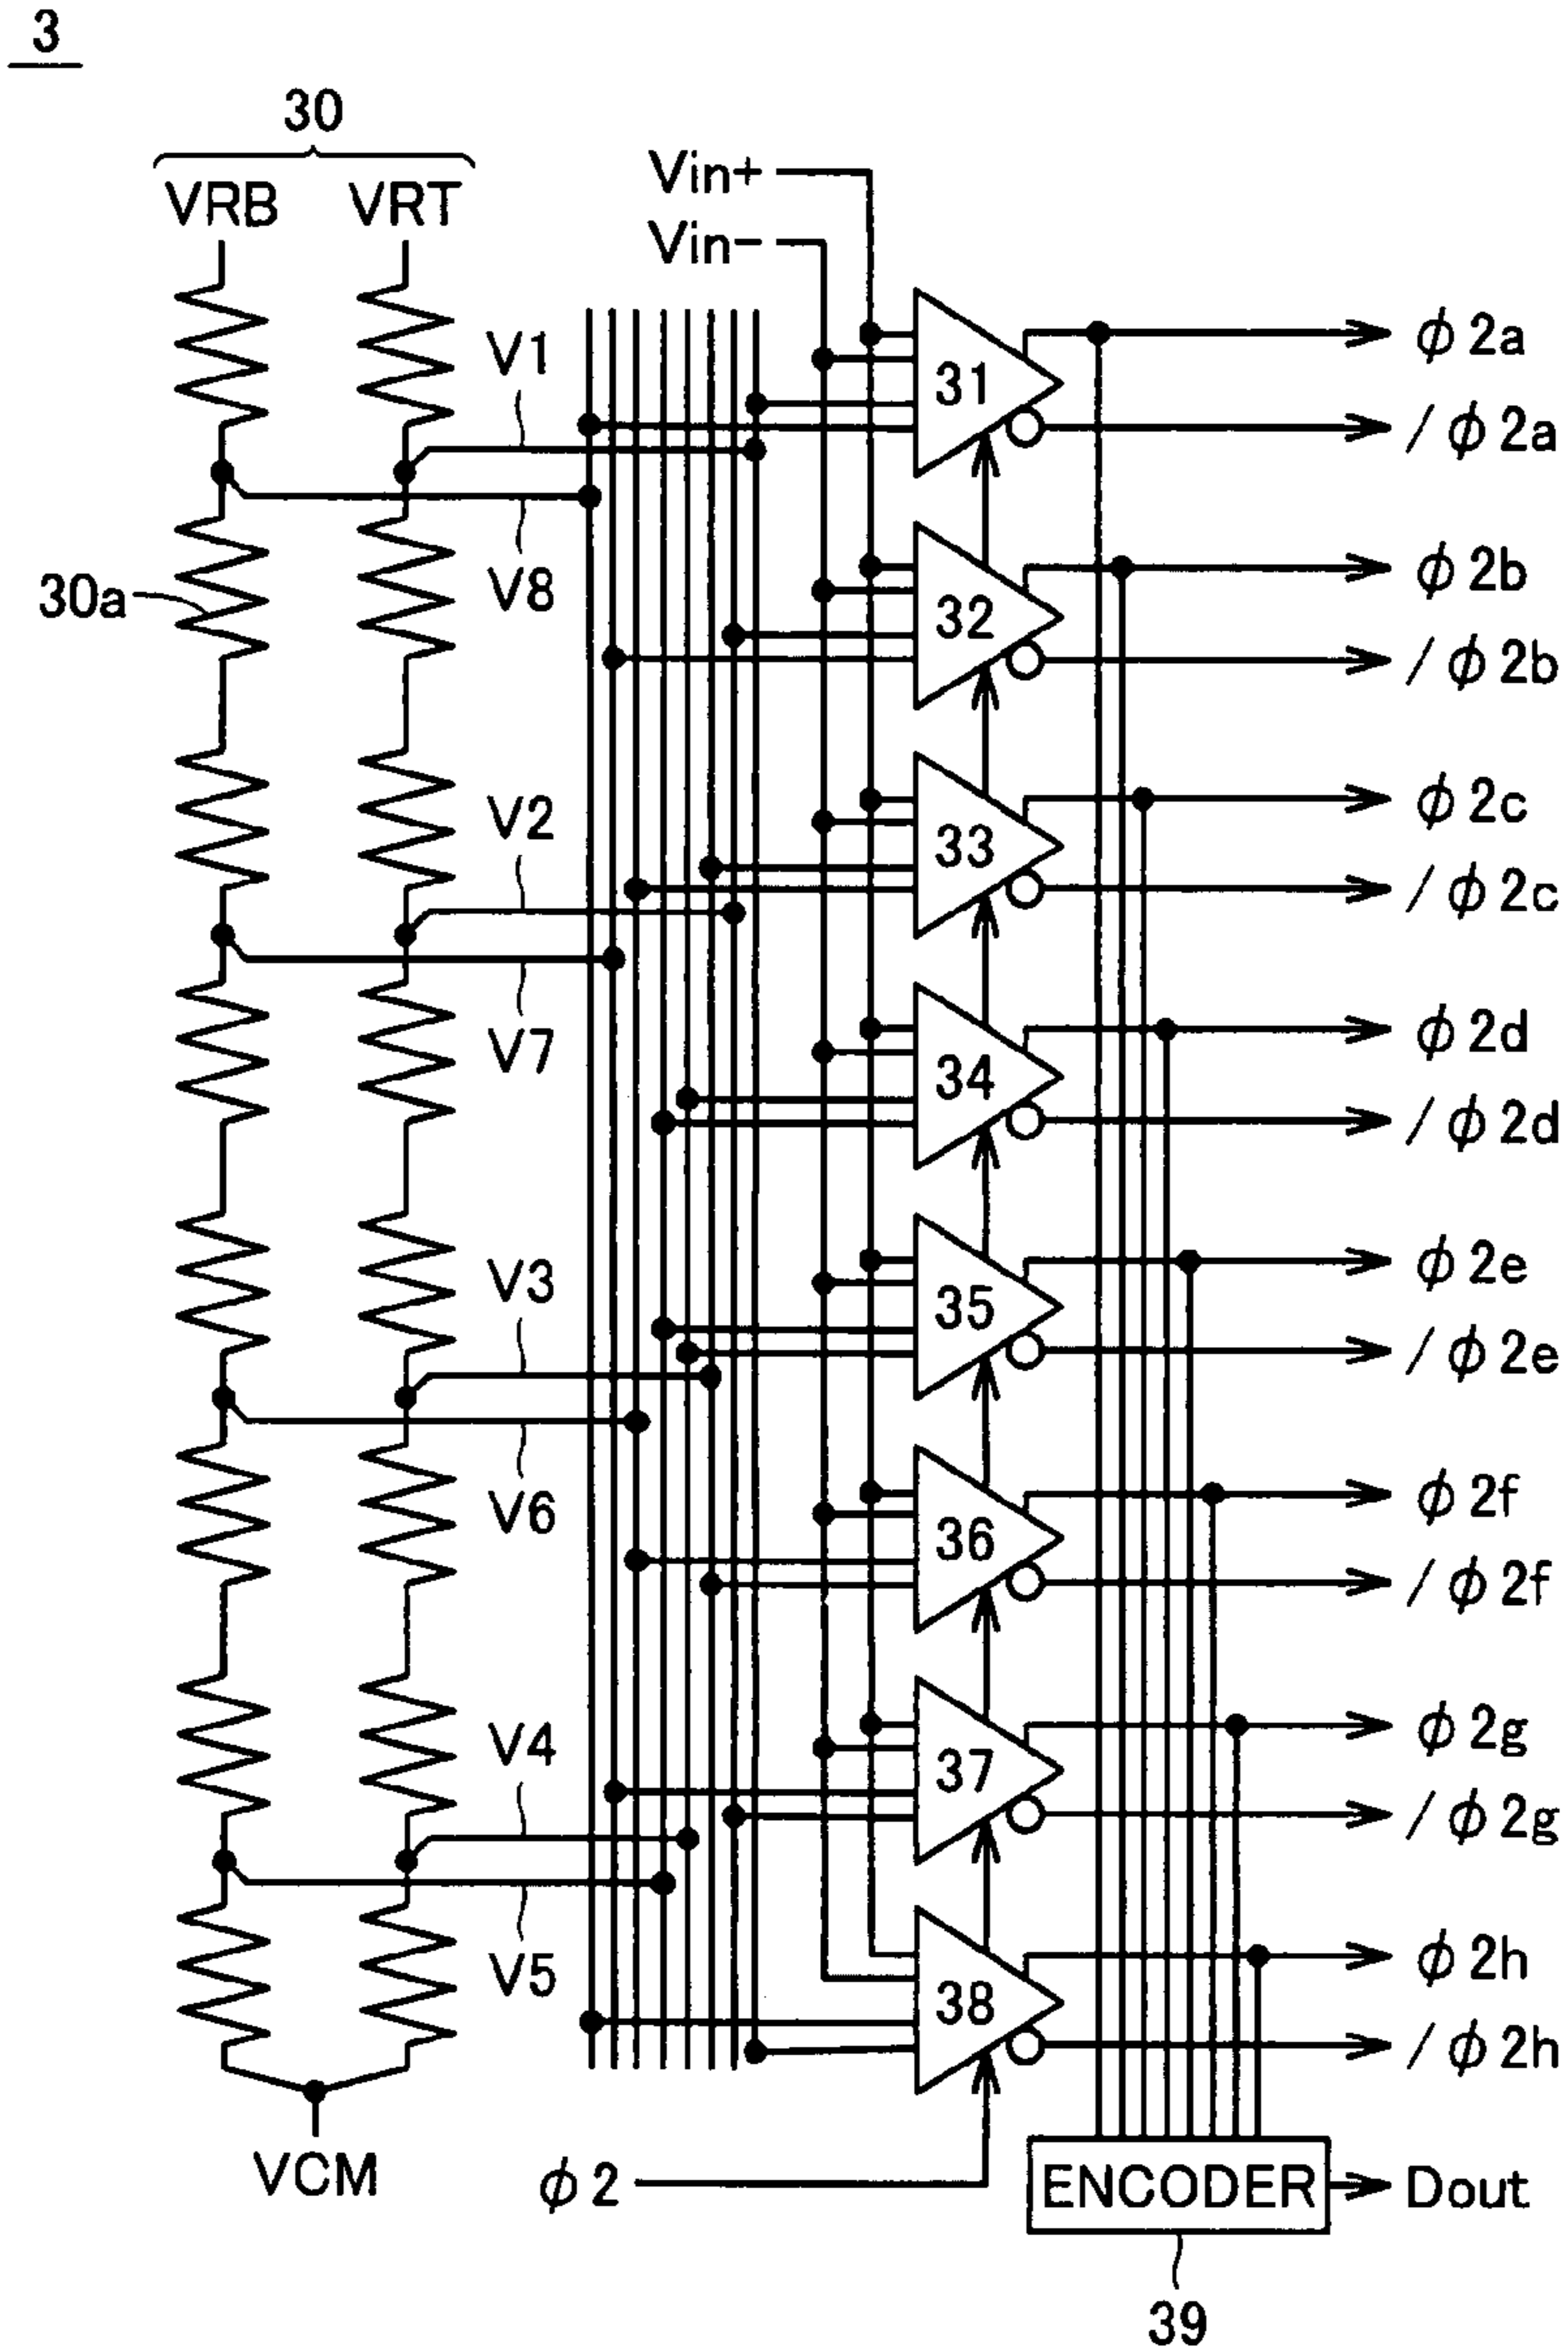 3
30
VRB VRT
Vin+
Vin-
V1
V8
30a
V2
V7
V3
V6
V4
V5
VCM
31
32
33
34
35
36
37
38
ϕ2a
/ϕ2a
ϕ2b
/ϕ2b
ϕ2c
/ϕ2c
ϕ2d
/ϕ2d
ϕ2e
/ϕ2e
ϕ2f
/ϕ2f
ϕ2g
/ϕ2g
ϕ2h
/ϕ2h
ϕ2
ENCODER
Dout
39